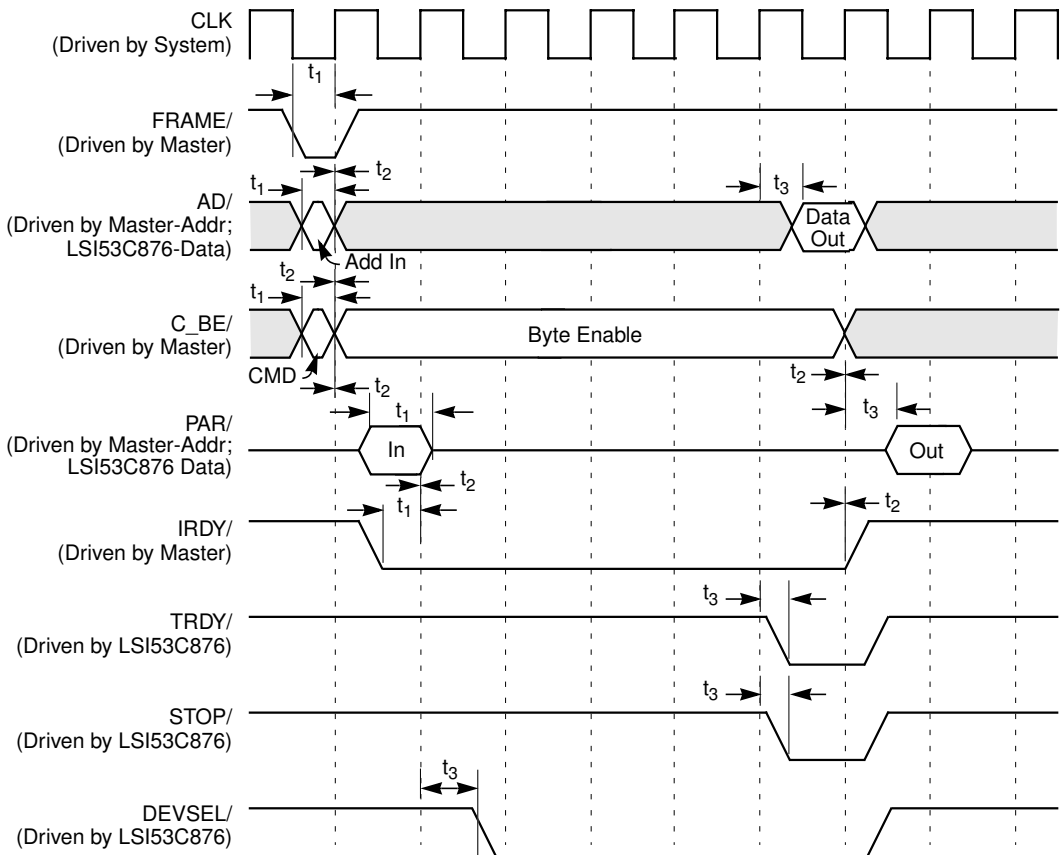 CLK
(Driven by System)
t1
FRAME/
(Driven by Master)
t2
t1
t3
AD/
(Driven by Master-Addr;
LSI53C876-Data)
Data
Out
Add In
t2
t1
C_BE/
(Driven by Master)
Byte Enable
CMD
t2
t2
t1
t3
PAR/
(Driven by Master-Addr;
LSI53C876 Data)
In
Out
t2
t1
t2
IRDY/
(Driven by Master)
t3
TRDY/
(Driven by LSI53C876)
t3
STOP/
(Driven by LSI53C876)
t3
DEVSEL/
(Driven by LSI53C876)